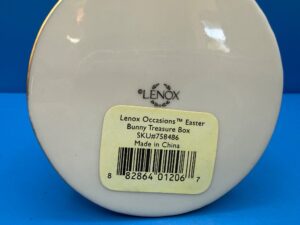 ©LENOX
Lenox Occasions™ Easter
Bunny Treasure Box
SKU#758486
Made in China
8 82864 01206 7